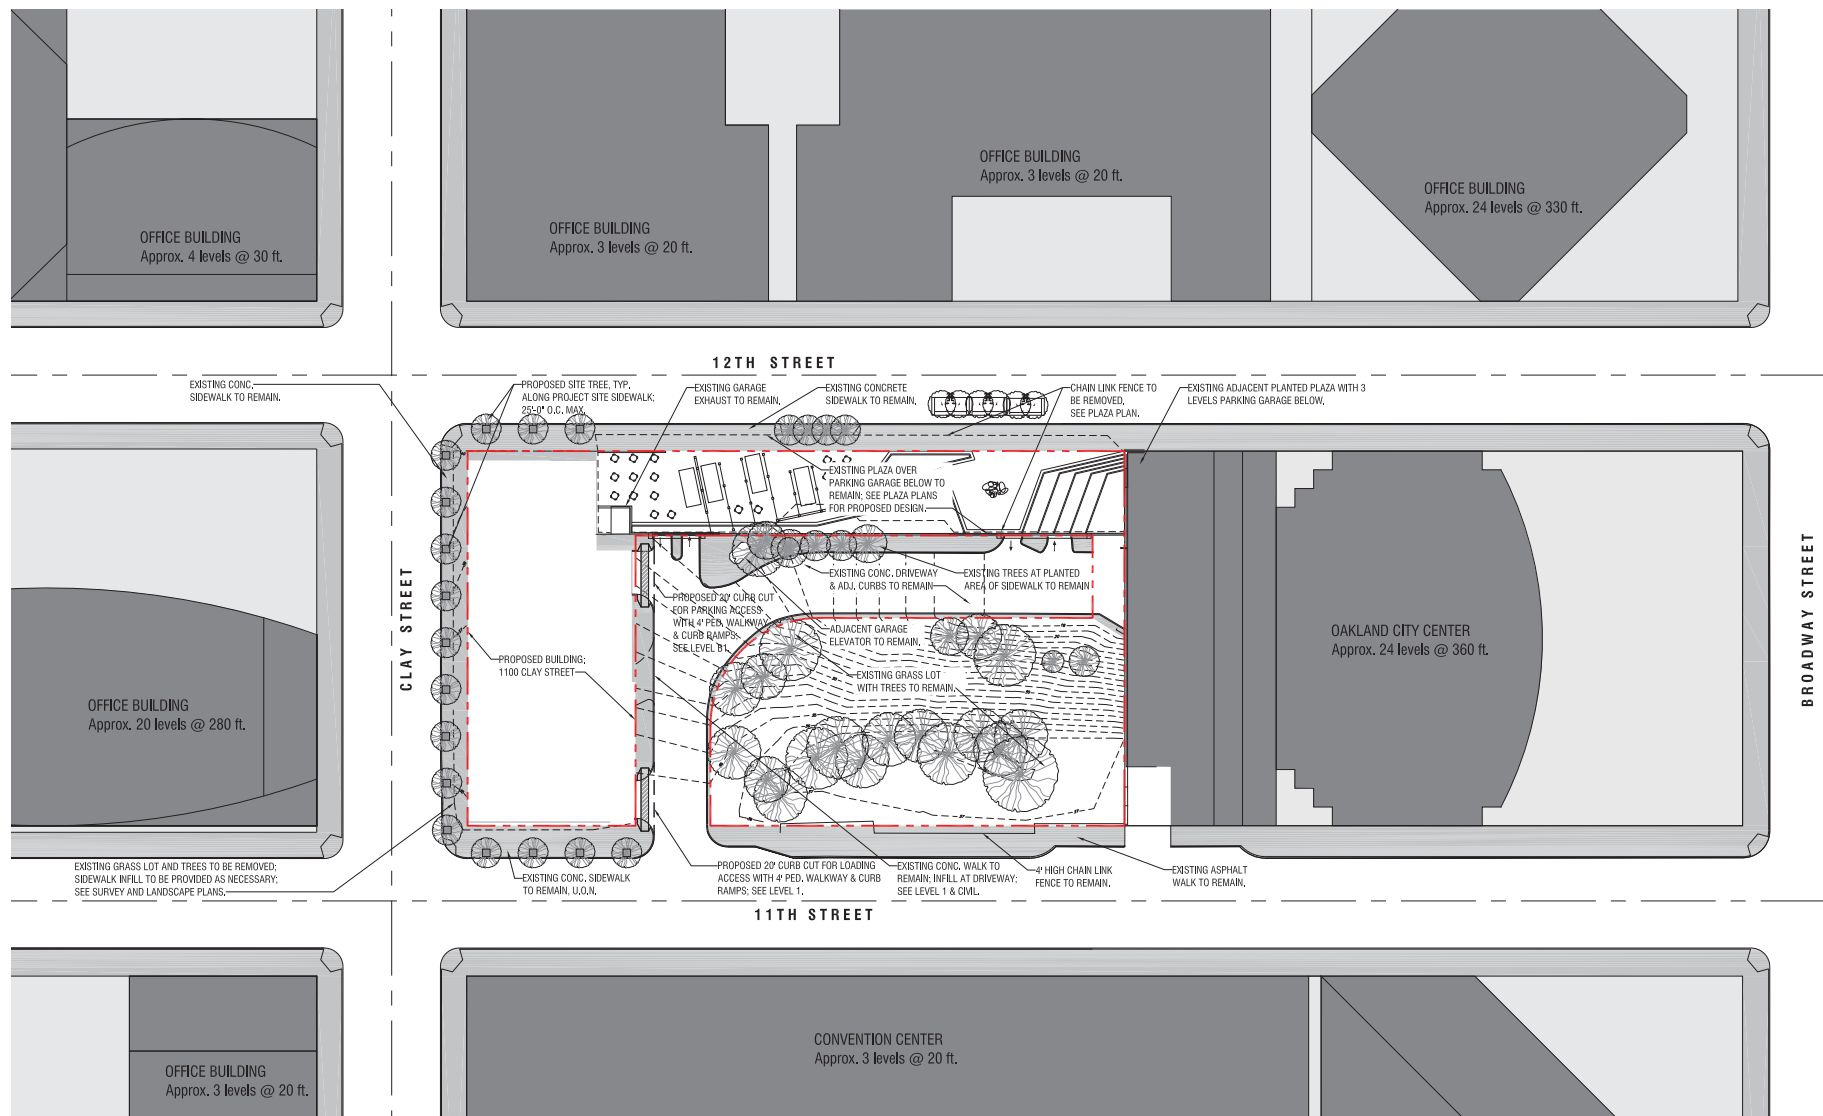 OFFICE BUILDING
Approx. 4 levels @ 30 ft.
OFFICE BUILDING
Approx. 3 levels @ 20 ft.
OFFICE BUILDING
Approx. 3 levels @ 20 ft.
OFFICE BUILDING
Approx. 24 levels @ 330 ft.
12TH STREET
EXISTING CONC.
SIDEWALK TO REMAIN.
PROPOSED SITE TREE, TYP.
ALONG PROJECT SITE SIDEWALK;
25'-0" O.C. MAX.
EXISTING GARAGE
EXHAUST TO REMAIN.
EXISTING CONCRETE
SIDEWALK TO REMAIN.
CHAIN LINK FENCE TO
BE REMOVED.
SEE PLAZA PLAN.
EXISTING ADJACENT PLANTED PLAZA WITH 3
LEVELS PARKING GARAGE BELOW.
EXISTING PLAZA OVER
PARKING GARAGE BELOW TO
REMAIN; SEE PLAZA PLANS
FOR PROPOSED DESIGN.
EXISTING CONC. DRIVEWAY
& ADJ. CURBS TO REMAIN
EXISTING TREES AT PLANTED
AREA OF SIDEWALK TO REMAIN
PROPOSED 20' CURB CUT
FOR PARKING ACCESS
WITH 4' PED. WALKWAY
& CURB RAMPS;
SEE LEVEL B1.
ADJACENT GARAGE
ELEVATOR TO REMAIN.
EXISTING GRASS LOT
WITH TREES TO REMAIN.
PROPOSED BUILDING;
1100 CLAY STREET
CLAY STREET
OAKLAND CITY CENTER
Approx. 24 levels @ 360 ft.
BROADWAY STREET
OFFICE BUILDING
Approx. 20 levels @ 280 ft.
EXISTING GRASS LOT AND TREES TO BE REMOVED;
SIDEWALK INFILL TO BE PROVIDED AS NECESSARY;
SEE SURVEY AND LANDSCAPE PLANS.
EXISTING CONC. SIDEWALK
TO REMAIN, U.O.N.
PROPOSED 20' CURB CUT FOR LOADING
ACCESS WITH 4' PED. WALKWAY & CURB
RAMPS; SEE LEVEL 1.
EXISTING CONC. WALK TO
REMAIN; INFILL AT DRIVEWAY;
SEE LEVEL 1 & CIVIL.
4' HIGH CHAIN LINK
FENCE TO REMAIN.
EXISTING ASPHALT
WALK TO REMAIN.
11TH STREET
OFFICE BUILDING
Approx. 3 levels @ 20 ft.
CONVENTION CENTER
Approx. 3 levels @ 20 ft.